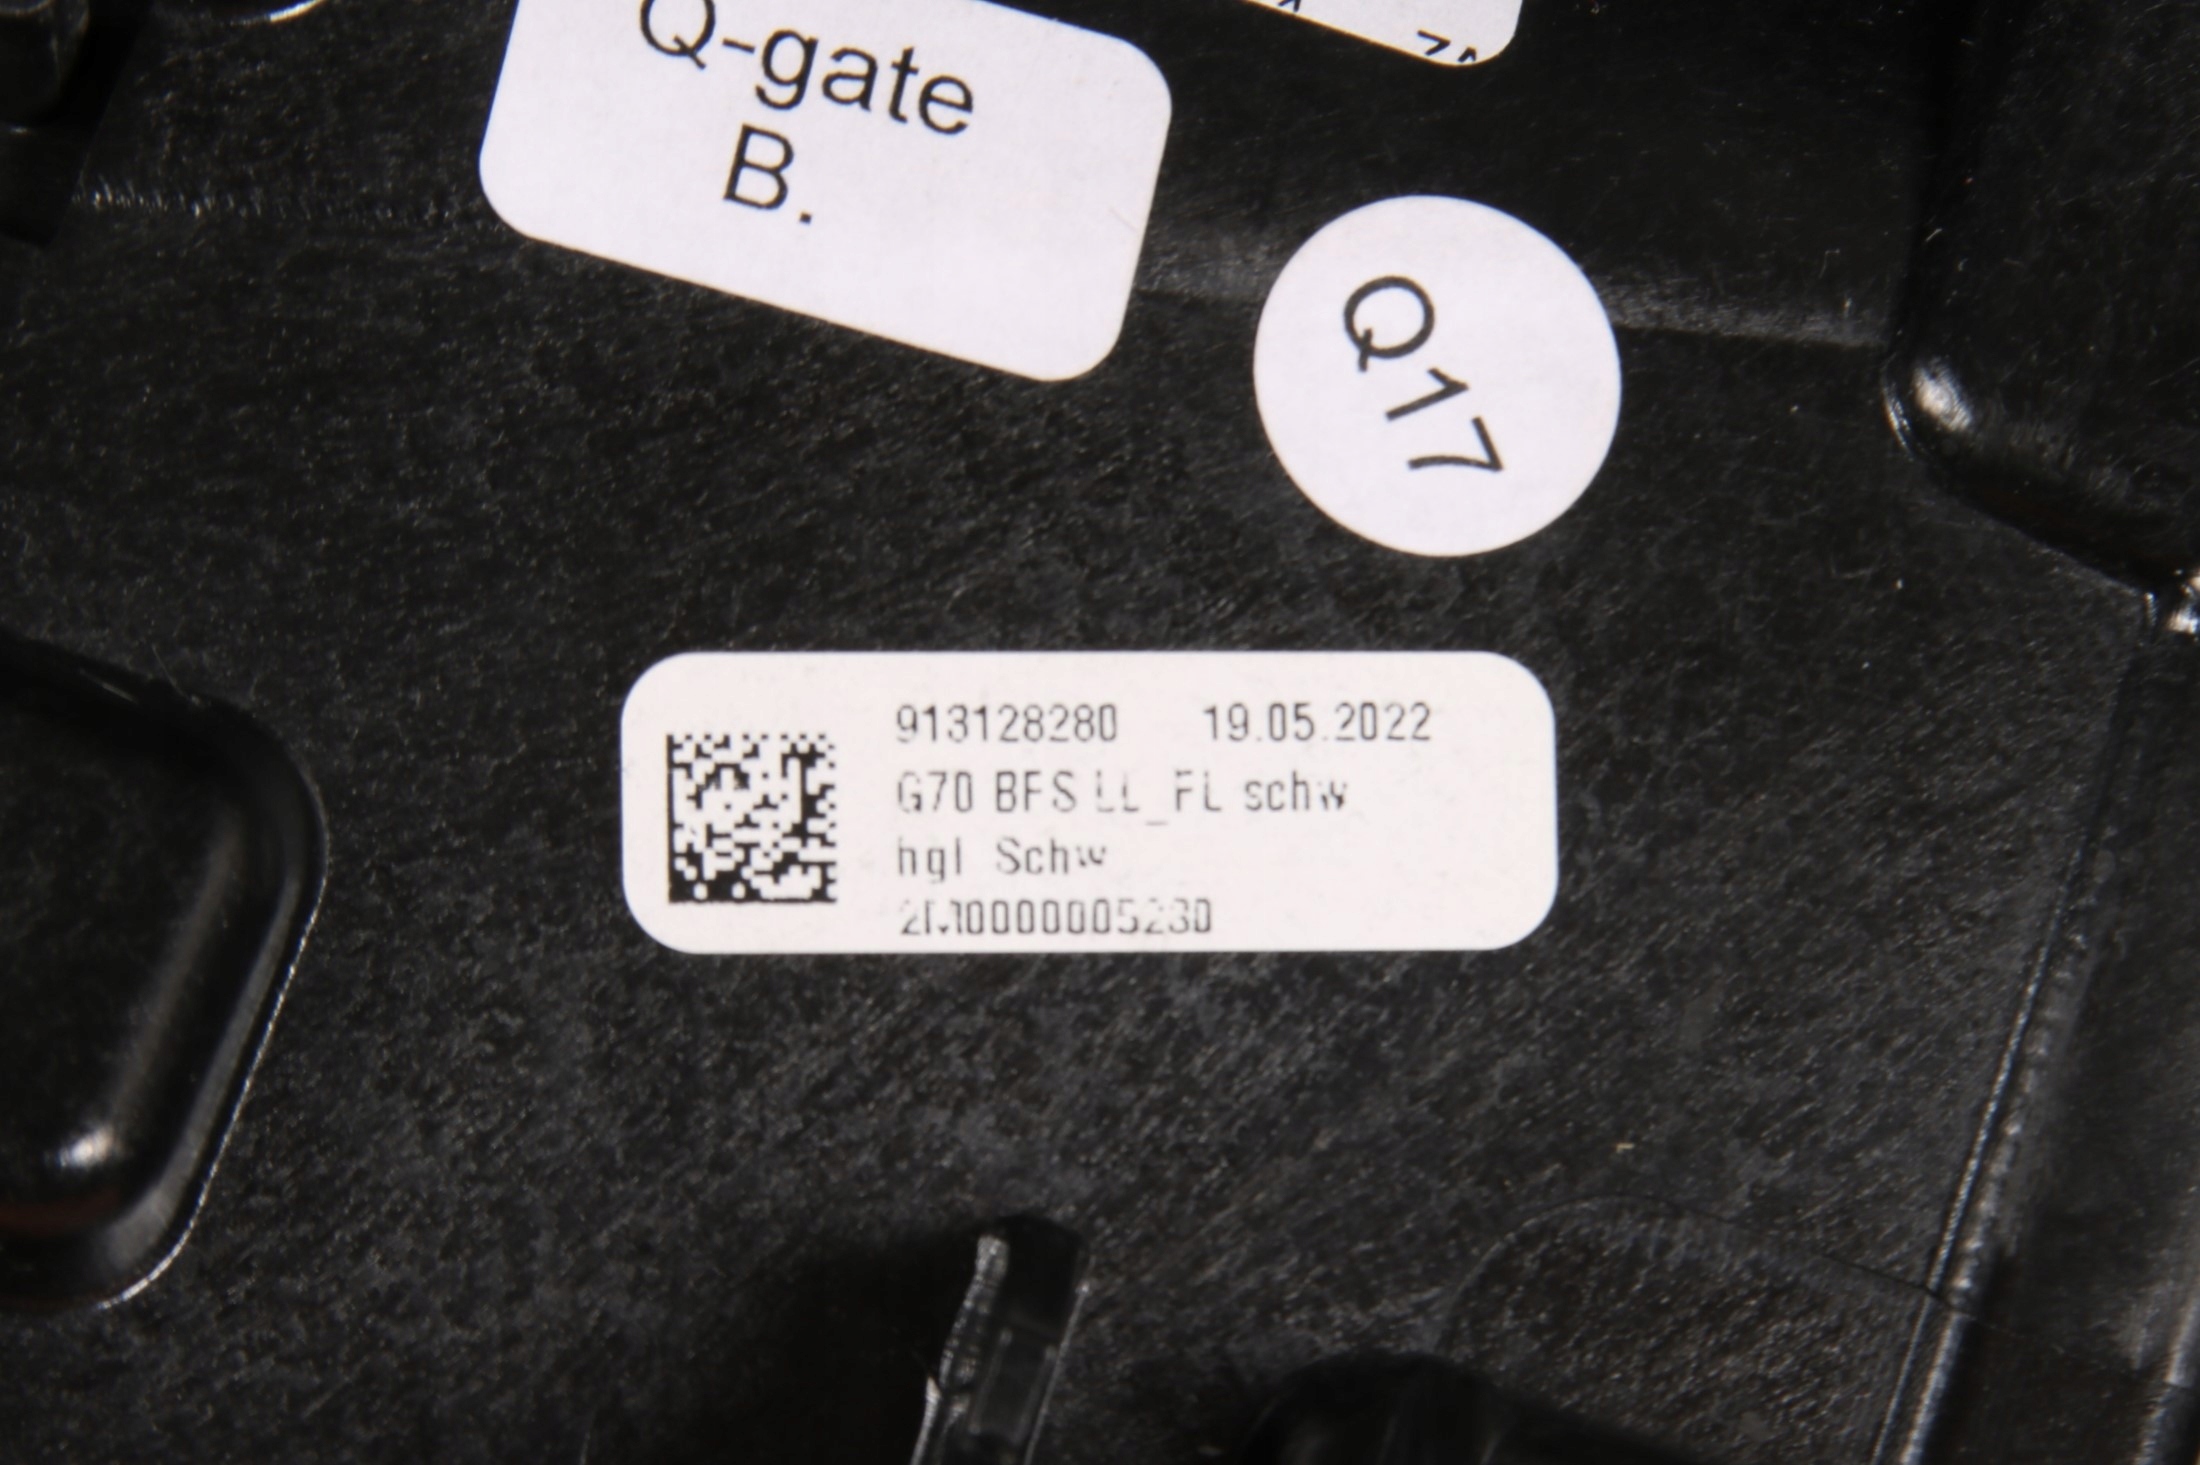 Q-gate
B.
Q17
913128280 19.05.2022
G70 BFS LL_FL schw
hgl Schw